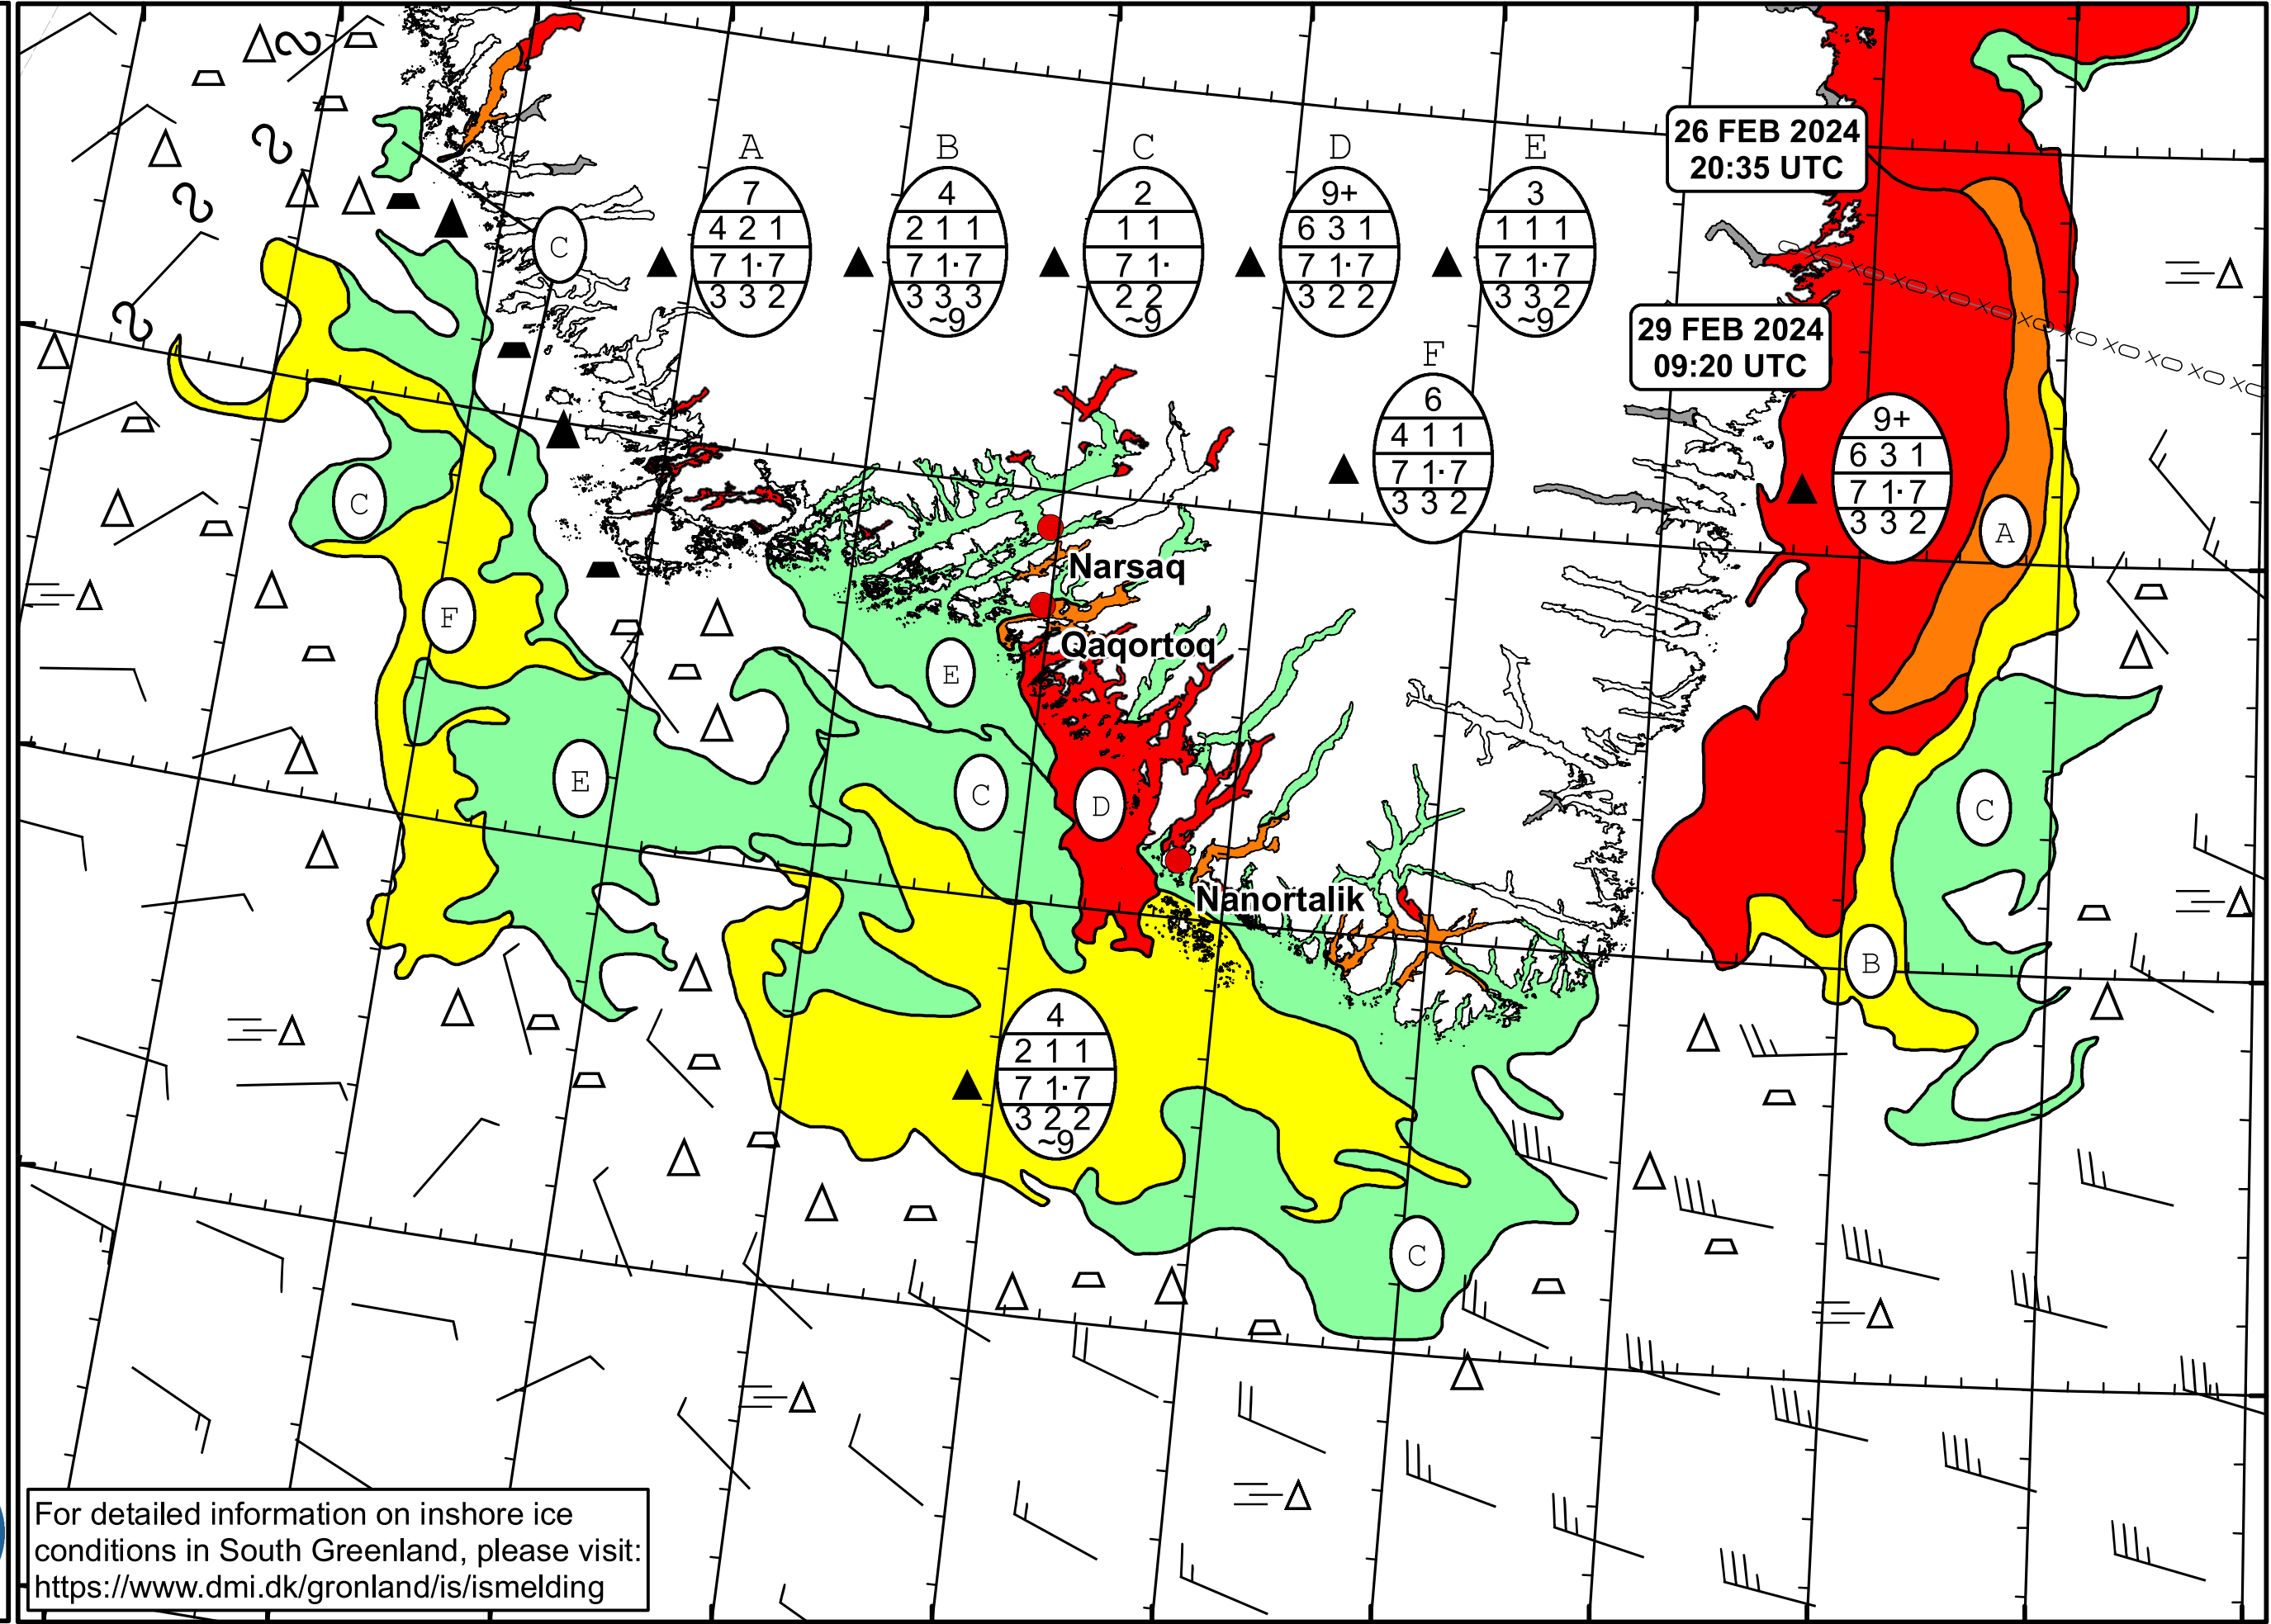 26 FEB 2024
20:35 UTC
A
B
C
D
E
7
4 2 1
7 1· 7
3 3 2
4
2 1 1
7 1· 7
3 3 3
~9
2
1 1
7 1·
2 2
~9
9+
6 3 1
7 1· 7
3 2 2
3
1 1 1
7 1· 7
3 3 2
~9
C
29 FEB 2024
09:20 UTC
F
6
4 1 1
7 1· 7
3 3 2
9+
6 3 1
7 1· 7
3 3 2
C
A
Narsaq
F
Qaqortoq
E
E
C
D
C
Nanortalik
B
4
2 1 1
7 1· 7
3 2 2
~9
C
For detailed information on inshore ice
conditions in South Greenland, please visit:
https://www.dmi.dk/gronland/is/ismelding